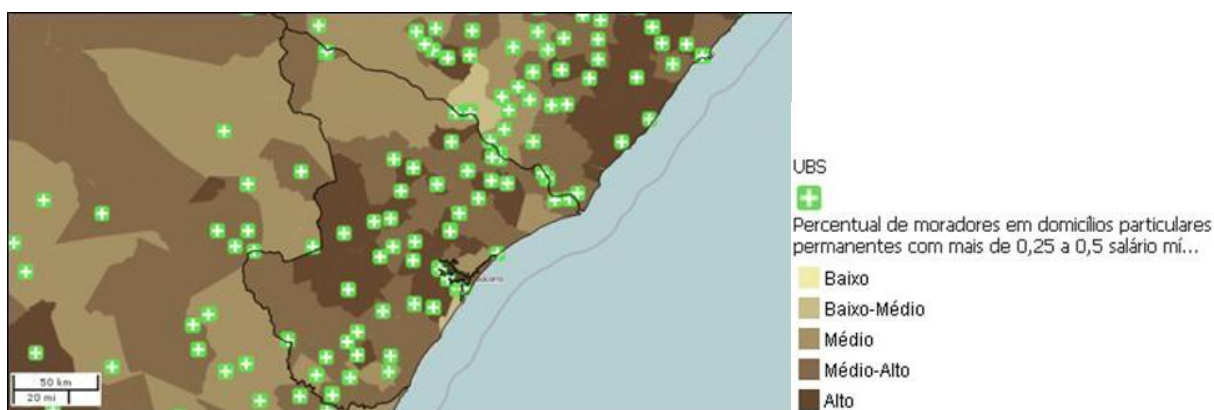 50 km
20 mi
UBS
Percentual de moradores em domicílios particulares
permanentes com mais de 0,25 a 0,5 salário mí...
Baixo
Baixo-Médio
Médio
Médio-Alto
Alto